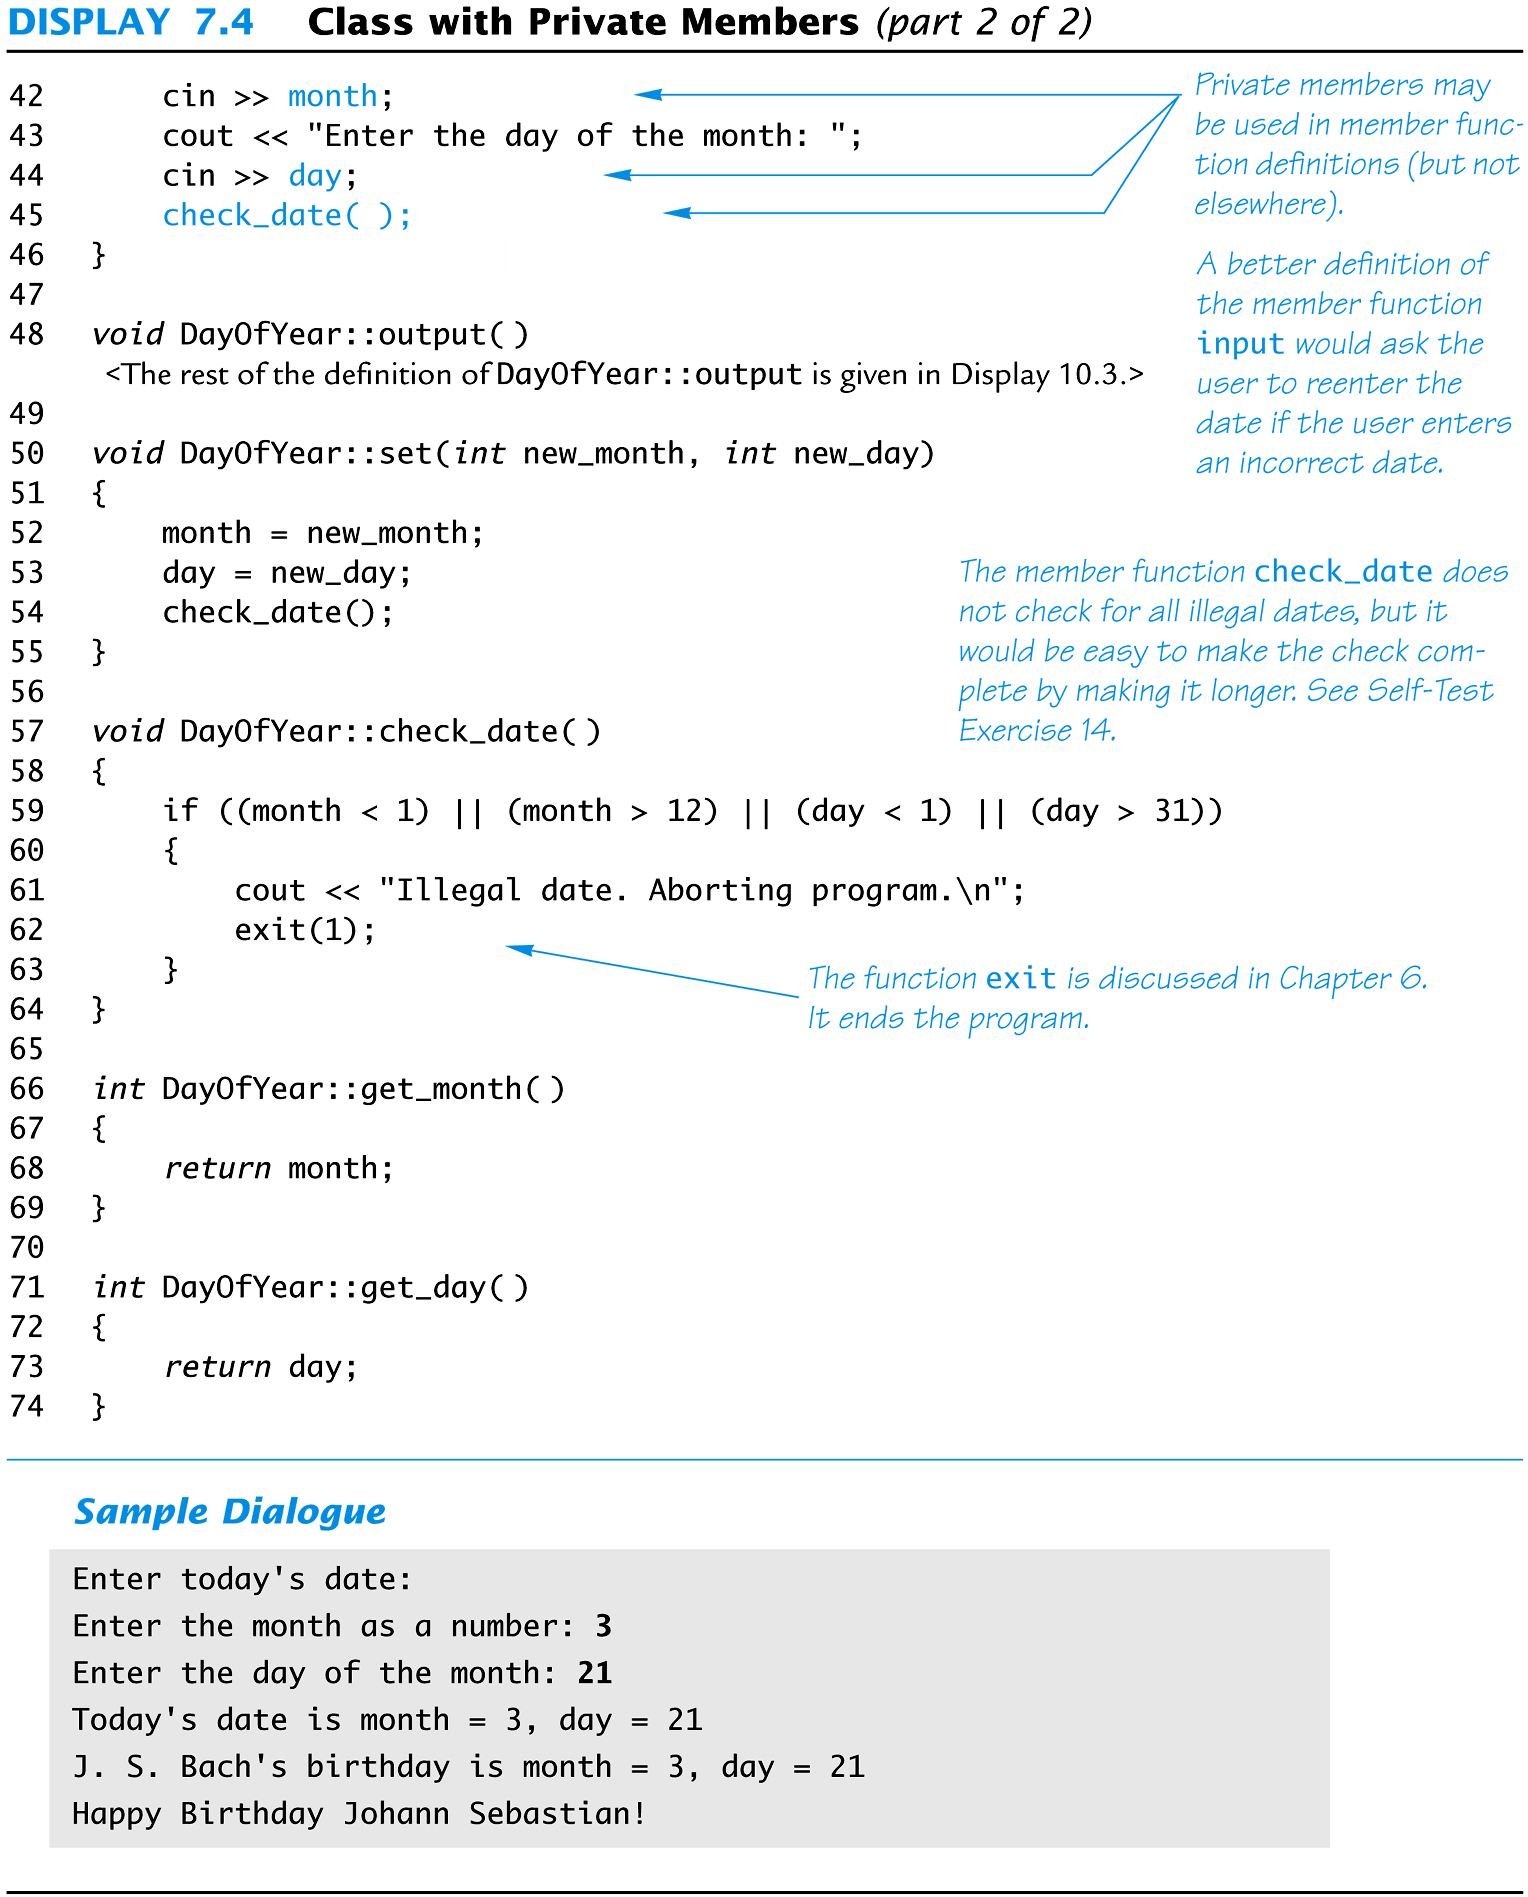 DISPLAY 7.4 Class with Private Members (part 2 of 2)
42 cin >> month;
43 cout << "Enter the day of the month: ";
44 cin >> day;
45 check_date( );
46 }
47
48 void DayOfYear::output( )
<The rest of the definition of DayOfYear::output is given in Display 10.3.>
49
50 void DayOfYear::set(int new_month, int new_day)
51 {
52 month = new_month;
53 day = new_day;
54 check_date();
55 }
56
57 void DayOfYear::check_date( )
58 {
59 if ((month < 1) || (month > 12) || (day < 1) || (day > 31))
60 {
61 cout << "Illegal date. Aborting program.\n";
62 exit(1);
63 }
64 }
65
66 int DayOfYear::get_month( )
67 {
68 return month;
69 }
70
71 int DayOfYear::get_day( )
72 {
73 return day;
74 }
Private members may
be used in member func-
tion definitions (but not
elsewhere).
A better definition of
the member function
input would ask the
user to reenter the
date if the user enters
an incorrect date.
The member function check_date does
not check for all illegal dates, but it
would be easy to make the check com-
plete by making it longer. See Self-Test
Exercise 14.
The function exit is discussed in Chapter 6.
It ends the program.
Sample Dialogue
Enter today's date:
Enter the month as a number: 3
Enter the day of the month: 21
Today's date is month = 3, day = 21
J. S. Bach's birthday is month = 3, day = 21
Happy Birthday Johann Sebastian!